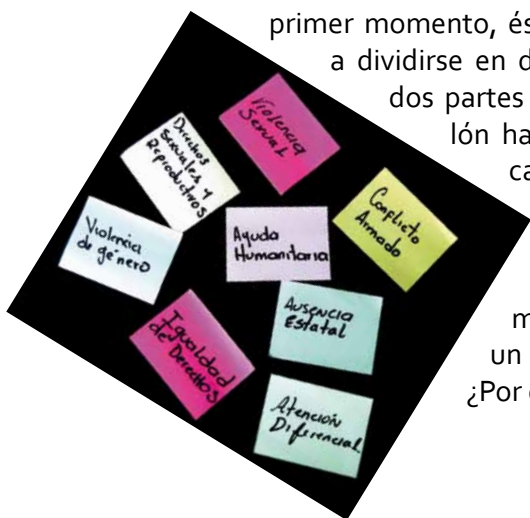 primer momento, és
a dividirse en d
dos partes
lón ha
ca
m
un
¿Por
Violencia
Sexual
Derechos
Sexuales y
Reproductivos
Conflicto
Armado
Ayuda
Humanitaria
Violencia
de género
Ausencia
Estatal
Igualdad
de Derechos
Atención
Diferencial